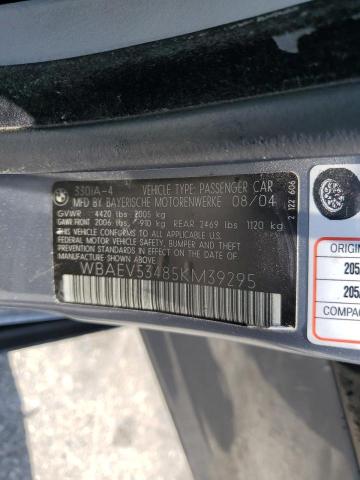 330iA-4 VEHICLE TYPE: PASSENGER CAR
MFD BY BAYERISCHE MOTORENWERKE 08/04
GVWR 4420 lbs 2005 kg
GAWR FRONT 2006 lbs 910 kg REAR 2469 lbs 1120 kg
THIS VEHICLE CONFORMS TO ALL APPLICABLE
FEDERAL MOTOR VEHICLE SAFETY, BUMPER AND
THEFT PREVENTION STANDARDS IN EFFECT ON
THE DATE OF MANUFACTURE SHOWN ABOVE.
WBAEV53485KM39295
2 122 606
ORIGIN
205
205
COMPAC